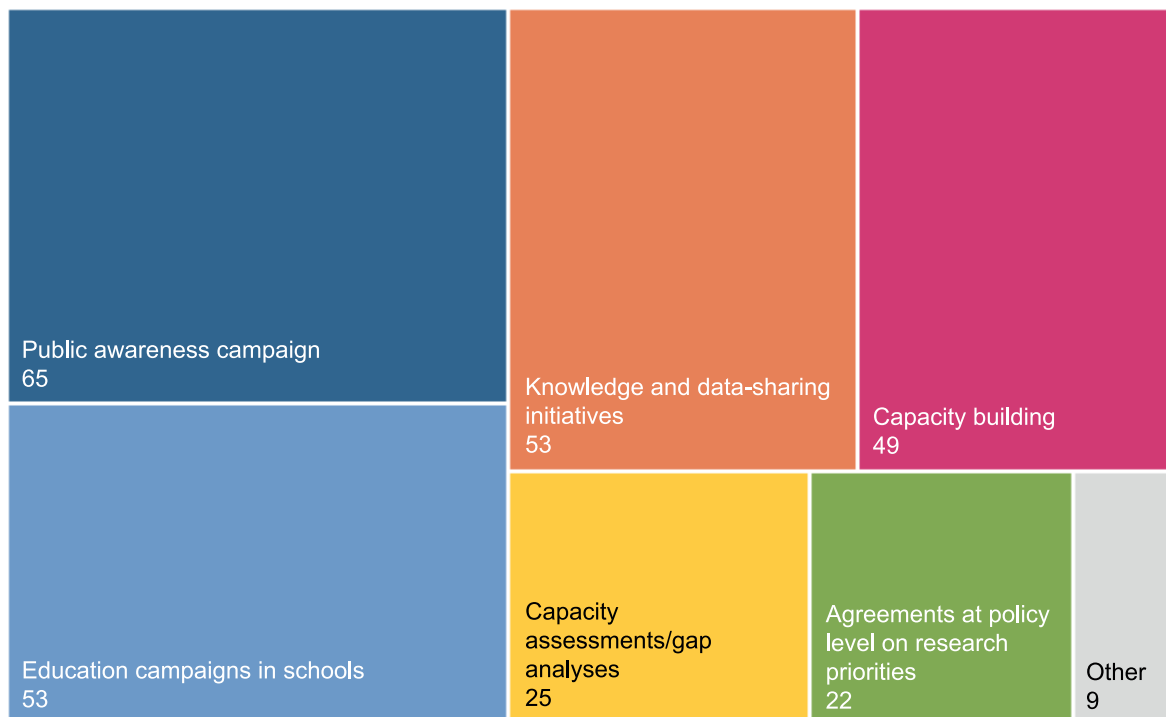 Public awareness campaign
65
Knowledge and data-sharing
initiatives
53
Capacity building
49
Education campaigns in schools
53
Capacity
assessments/gap
analyses
25
Agreements at policy
level on research
priorities
22
Other
9